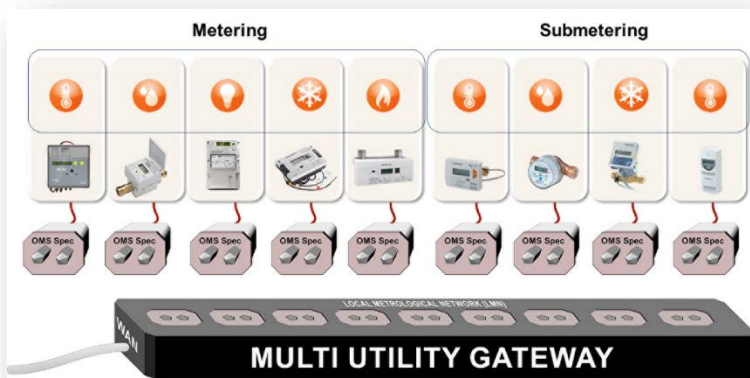 Metering
Submetering
OMS Spec
OMS Spec
OMS Spec
OMS Spec
OMS Spec
OMS Spec
OMS Spec
OMS Spec
OMS Spec
LOCAL METROLOGICAL NETWORK (LMN)
WAN
MULTI UTILITY GATEWAY